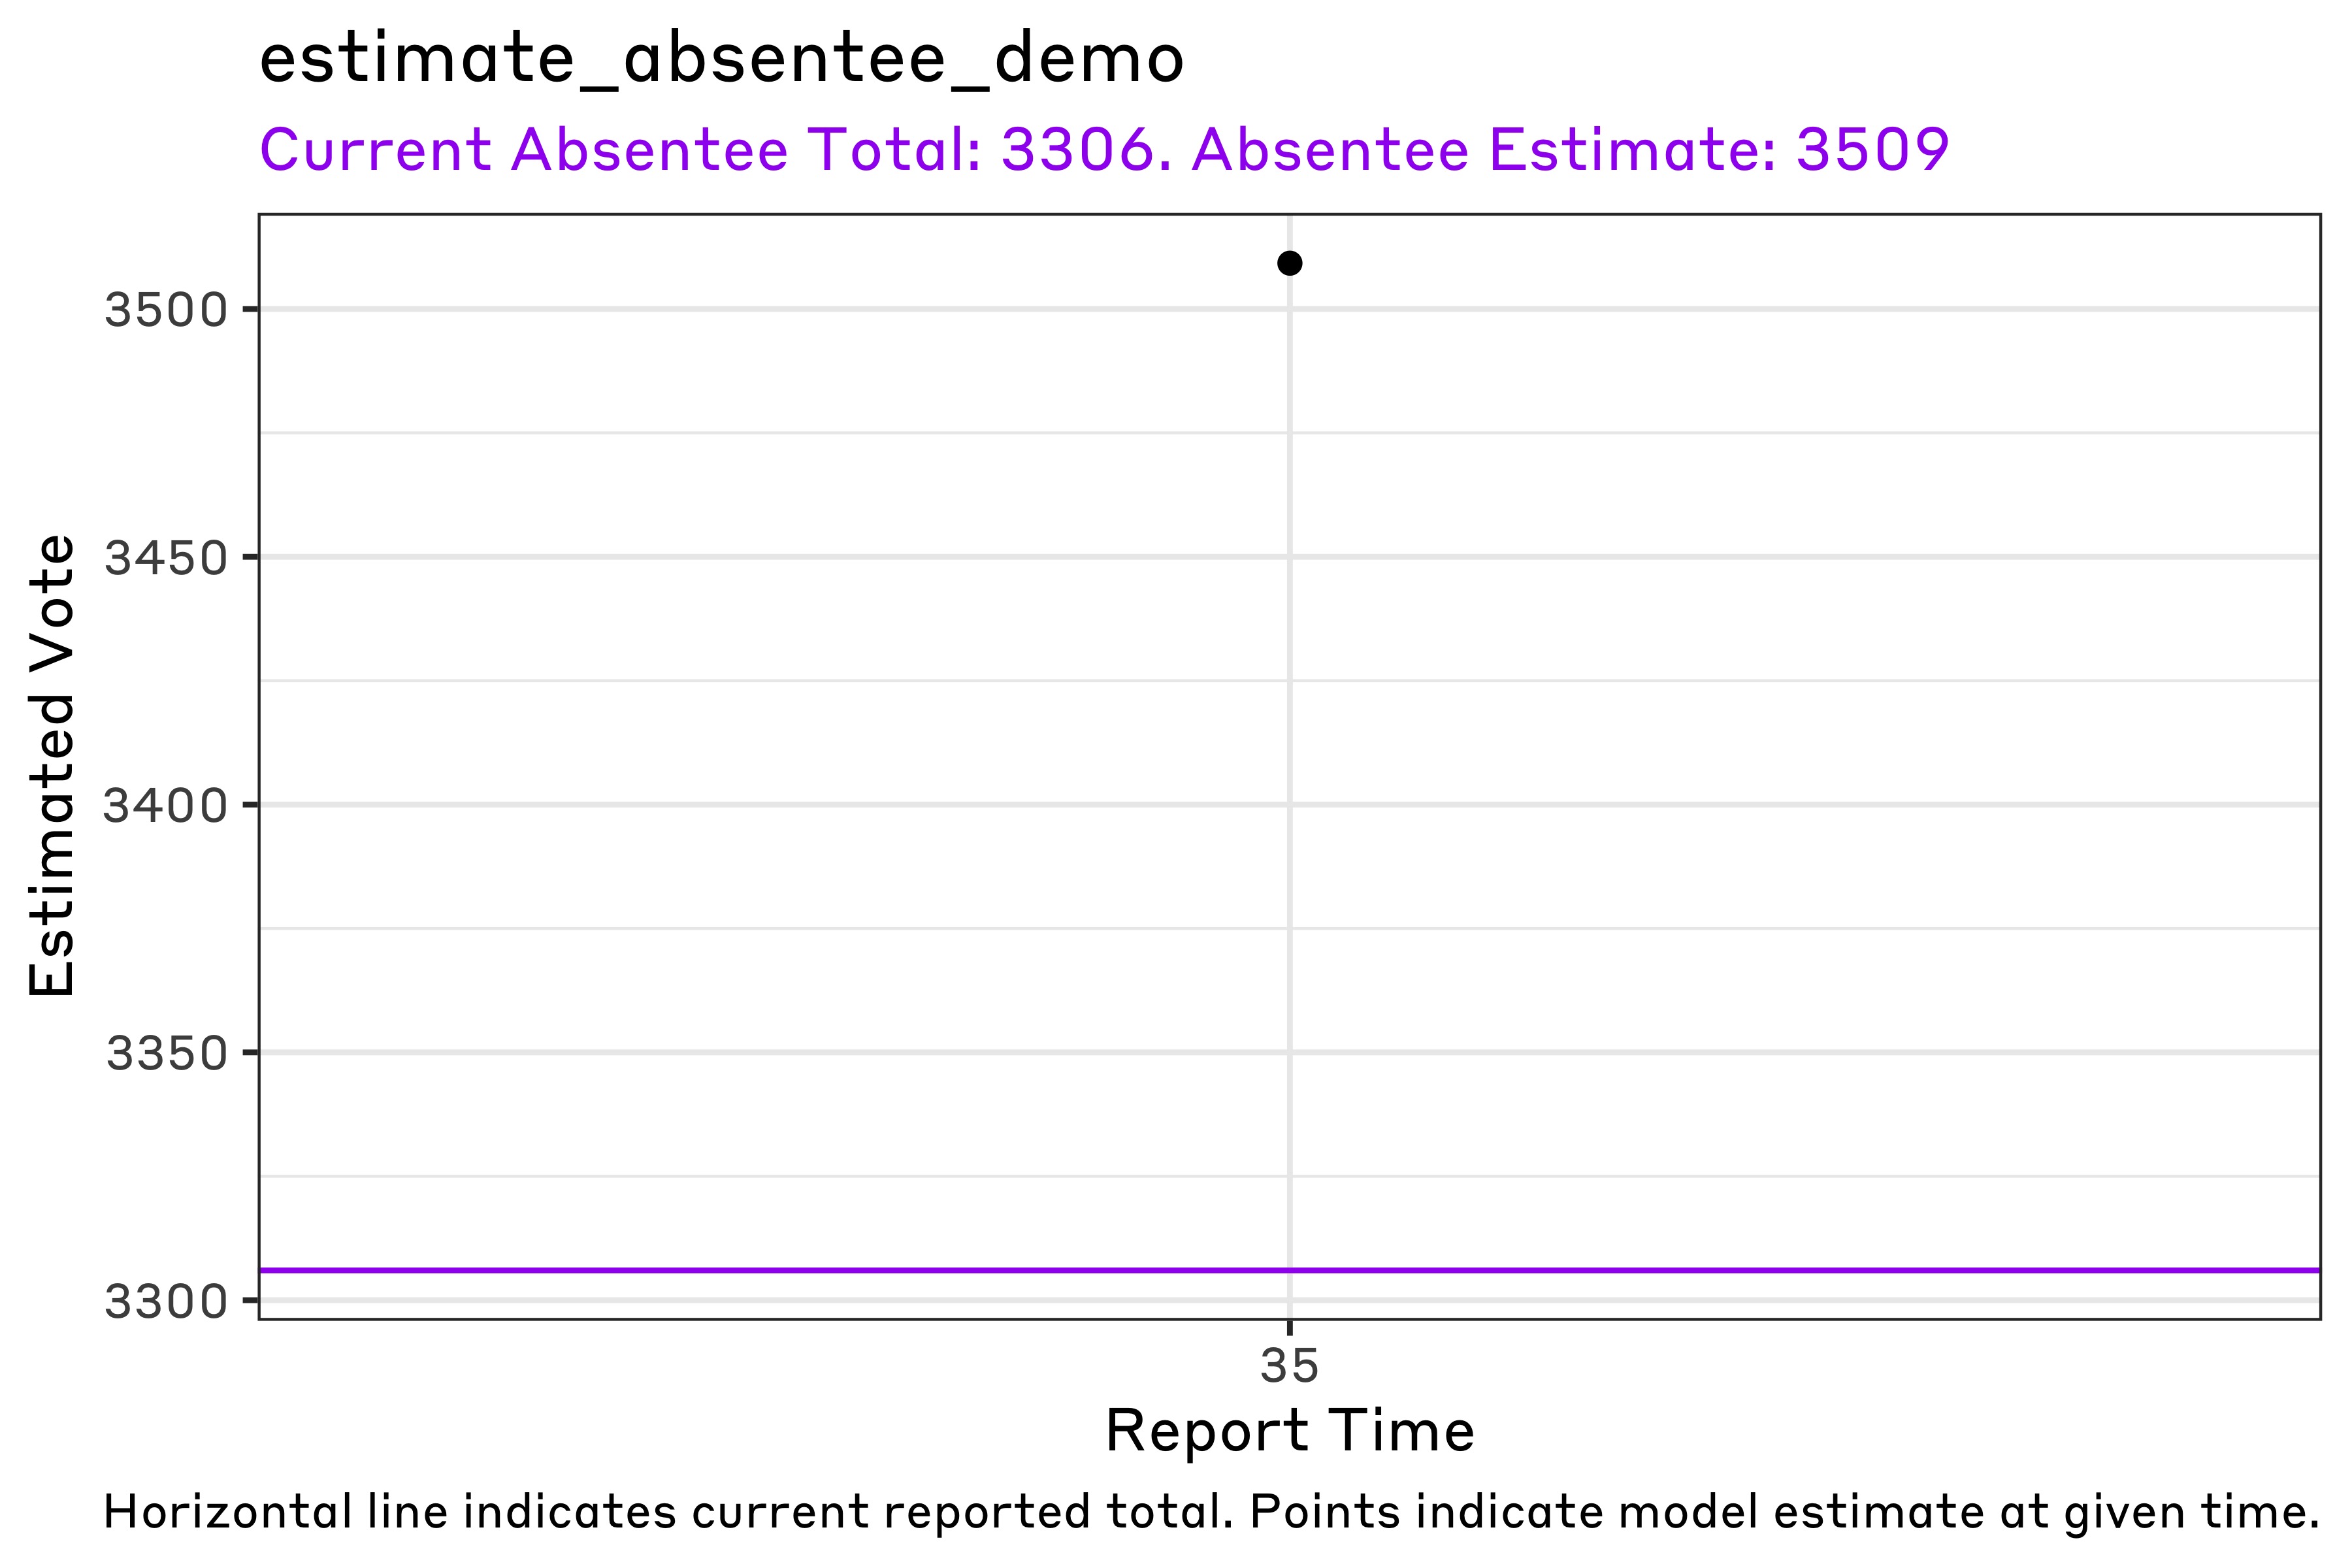 estimate_absentee_demo
Current Absentee Total: 3306. Absentee Estimate: 3509
Estimated Vote
3500
3450
3400
3350
3300
35
Report Time
Horizontal line indicates current reported total. Points indicate model estimate at given time.